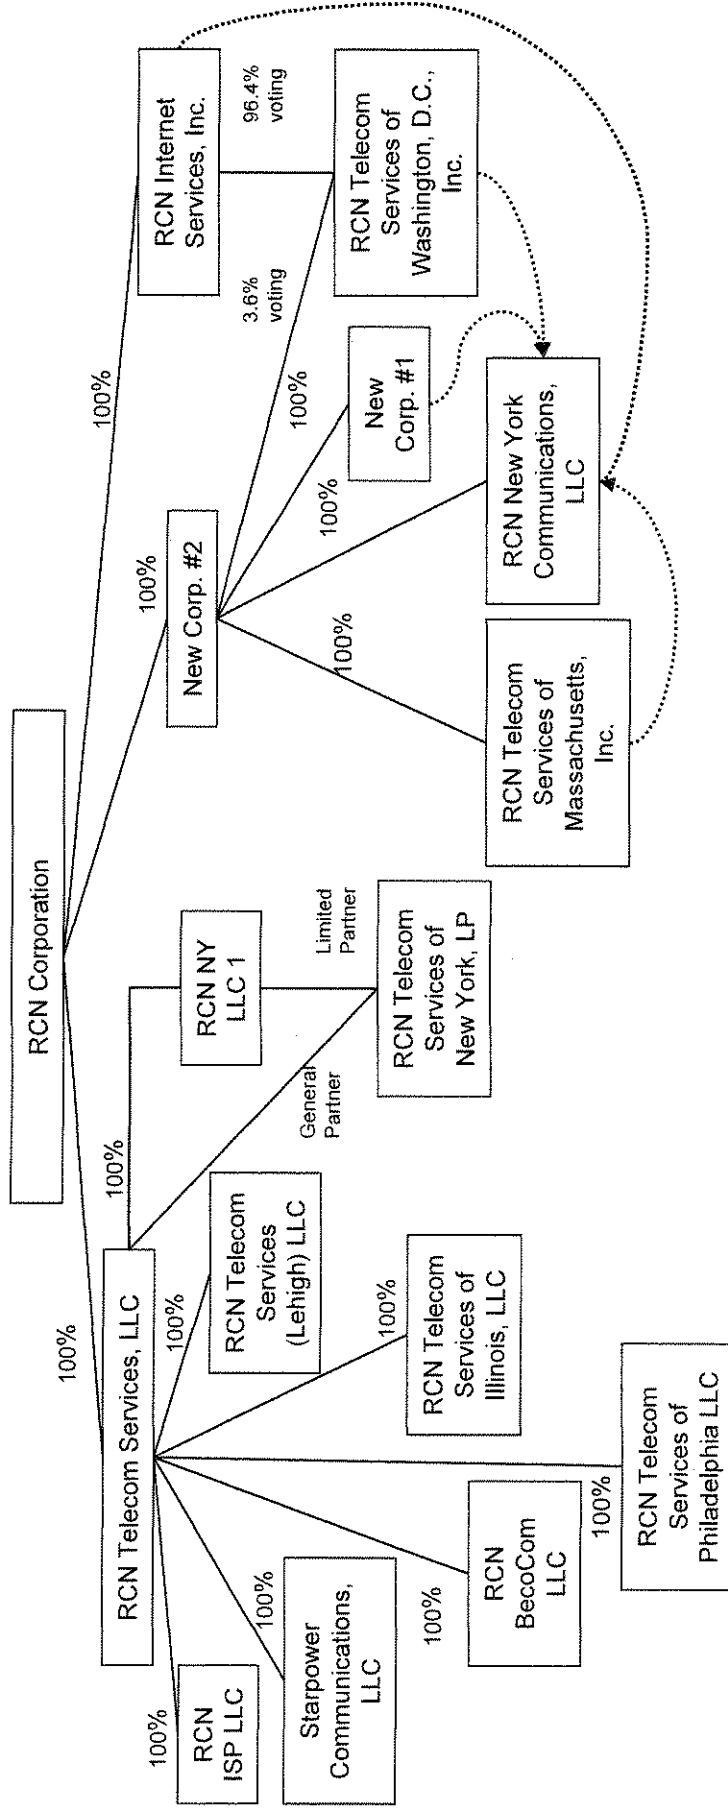 RCN Corporation
100%
100%
100%
RCN Telecom Services, LLC
New Corp. #2
RCN Internet
Services, Inc.
100%
RCN NY
LLC 1
General
Partner
Limited
Partner
RCN Telecom
Services of
New York, LP
100%
RCN
ISP LLC
100%
Starpower
Communications,
LLC
100%
RCN
BecoCom
LLC
100%
RCN Telecom
Services of
Philadelphia LLC
100%
RCN Telecom
Services of
Illinois, LLC
100%
RCN Telecom
Services
(Lehigh) LLC
100%
RCN Telecom
Services of
Massachusetts,
Inc.
100%
RCN New York
Communications,
LLC
100%
New
Corp. #1
3.6%
voting
96.4%
voting
RCN Telecom
Services of
Washington, D.C.,
Inc.